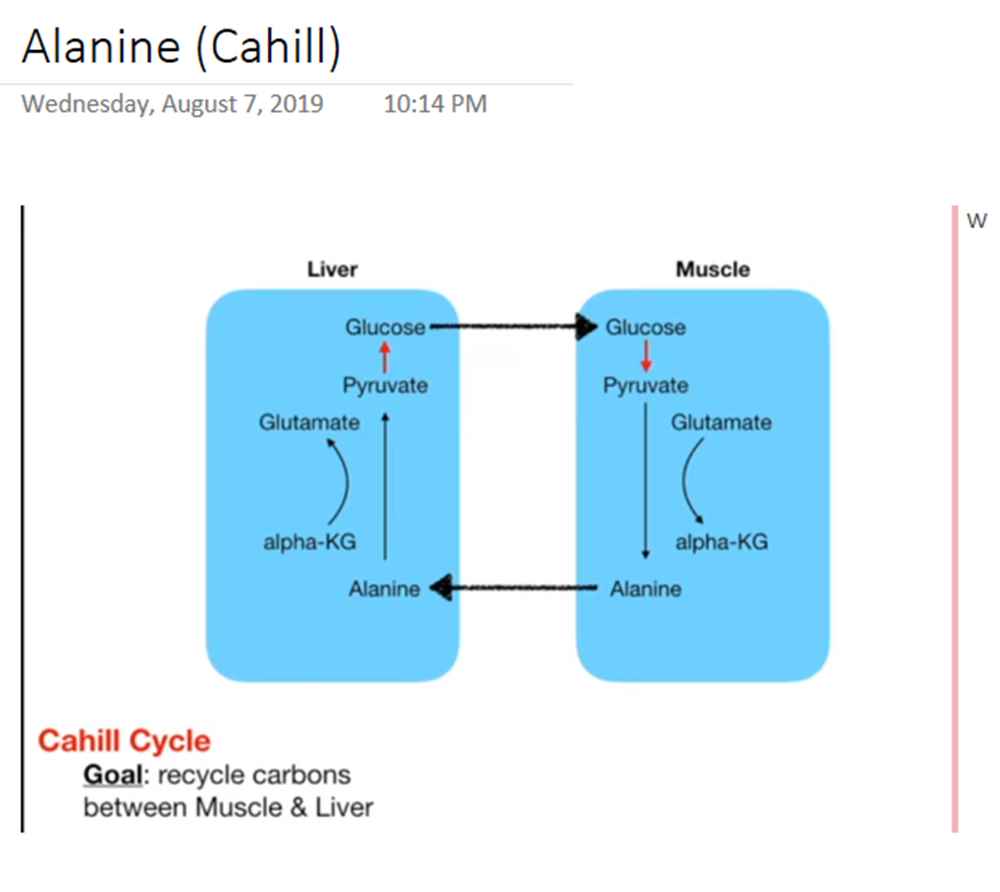 Alanine (Cahill)
Wednesday, August 7, 2019 10:14 PM
W
Liver Muscle
Glucose Glucose
Pyruvate Pyruvate
Glutamate Glutamate
alpha-KG alpha-KG
Alanine Alanine
Cahill Cycle
Goal: recycle carbons
between Muscle & Liver